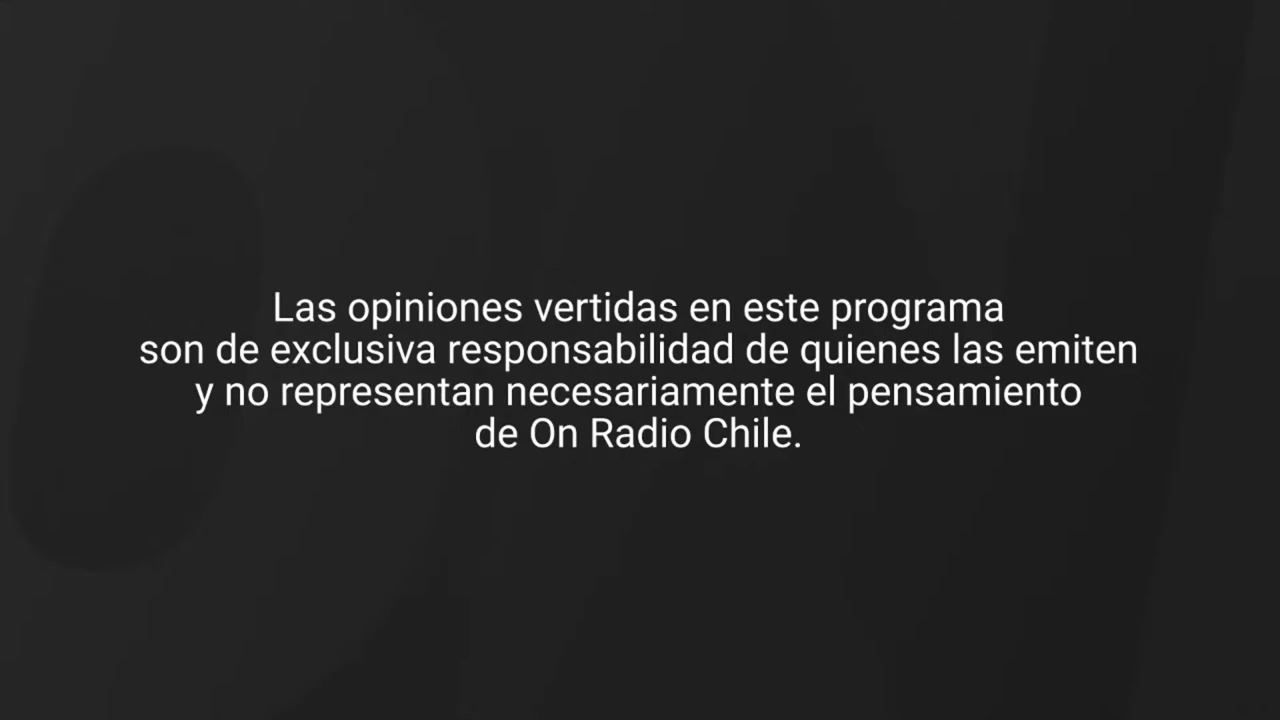 Las opiniones vertidas en este programa
son de exclusiva responsabilidad de quienes las emiten
y no representan necesariamente el pensamiento
de On Radio Chile.